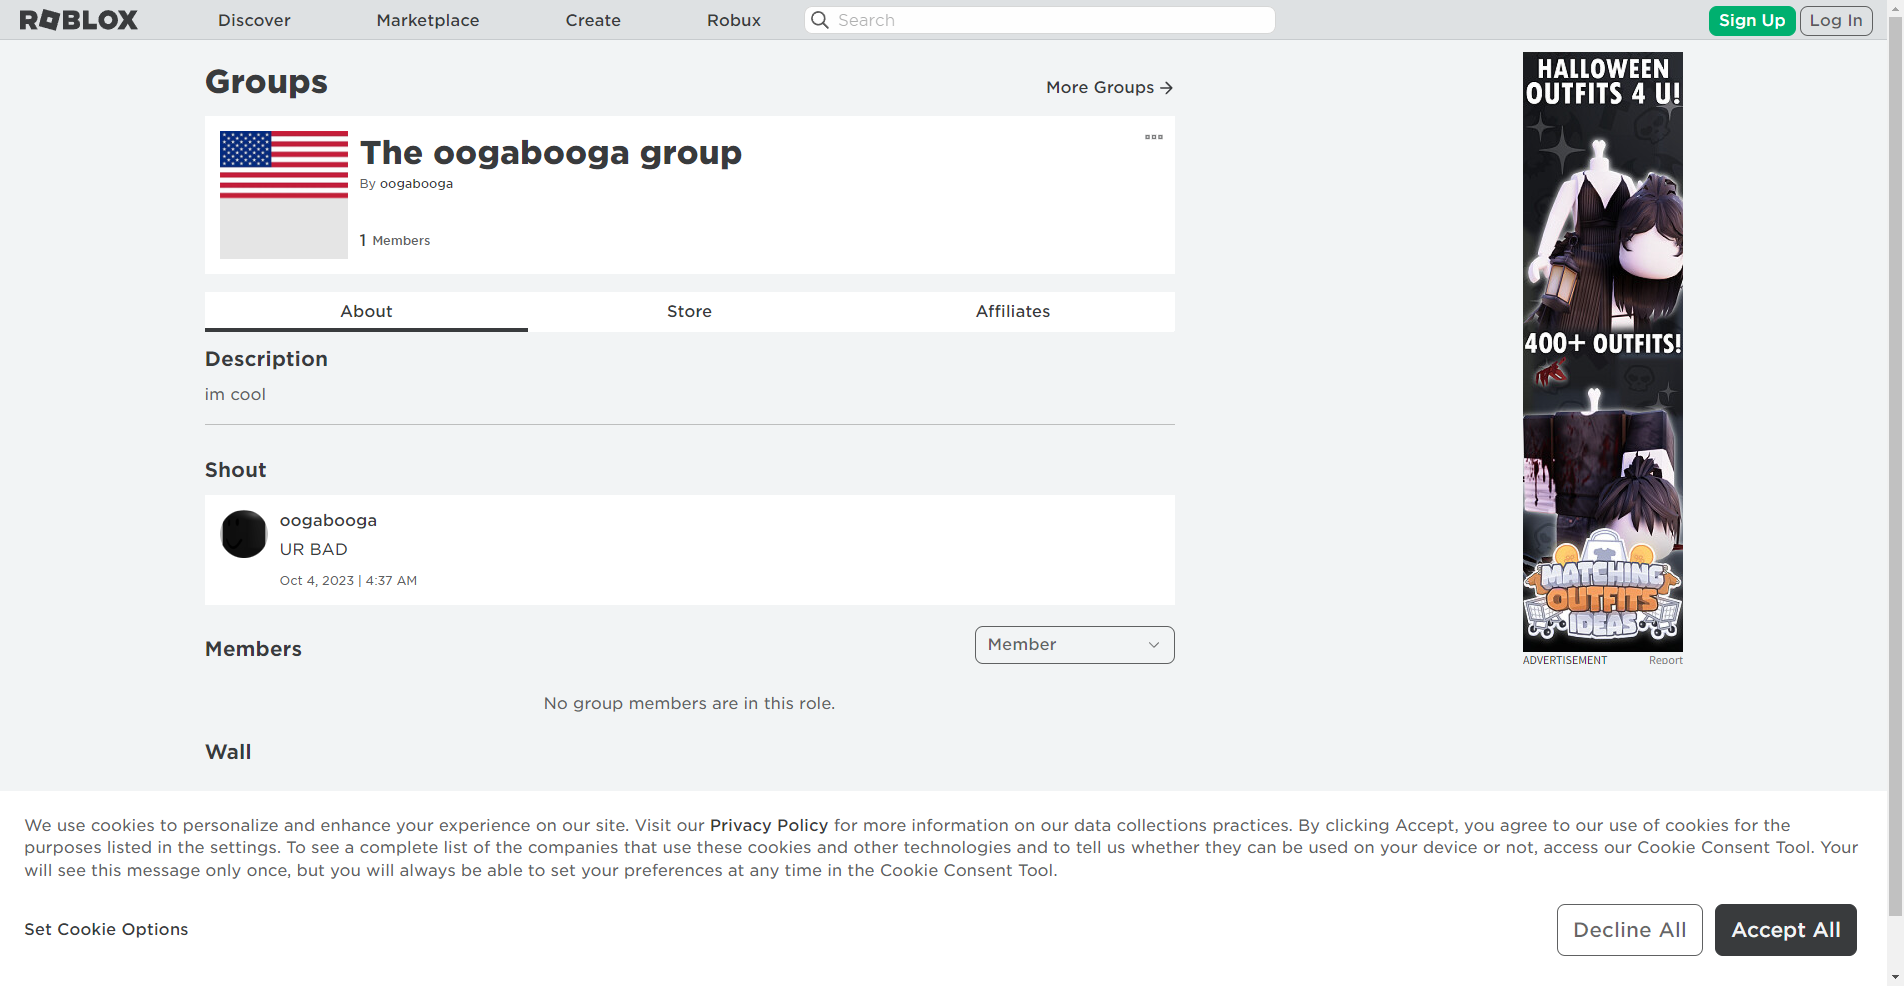 ROBLOX
Discover
Marketplace
Create
Robux
Search
Sign Up
Log In
Groups
More Groups
The oogabooga group
By oogabooga
1 Members
About
Store
Affiliates
Description
im cool
Shout
oogabooga
UR BAD
Oct 4, 2023 | 4:37 AM
Members
Member
No group members are in this role.
Wall
HALLOWEEN
OUTFITS 4 U!
400+ OUTFITS!
MATCHING
OUTFITS
IDEAS
ADVERTISEMENT
Report
We use cookies to personalize and enhance your experience on our site. Visit our Privacy Policy for more information on our data collections practices. By clicking Accept, you agree to our use of cookies for the
purposes listed in the settings. To see a complete list of the companies that use these cookies and other technologies and to tell us whether they can be used on your device or not, access our Cookie Consent Tool. Your
will see this message only once, but you will always be able to set your preferences at any time in the Cookie Consent Tool.
Set Cookie Options
Decline All
Accept All